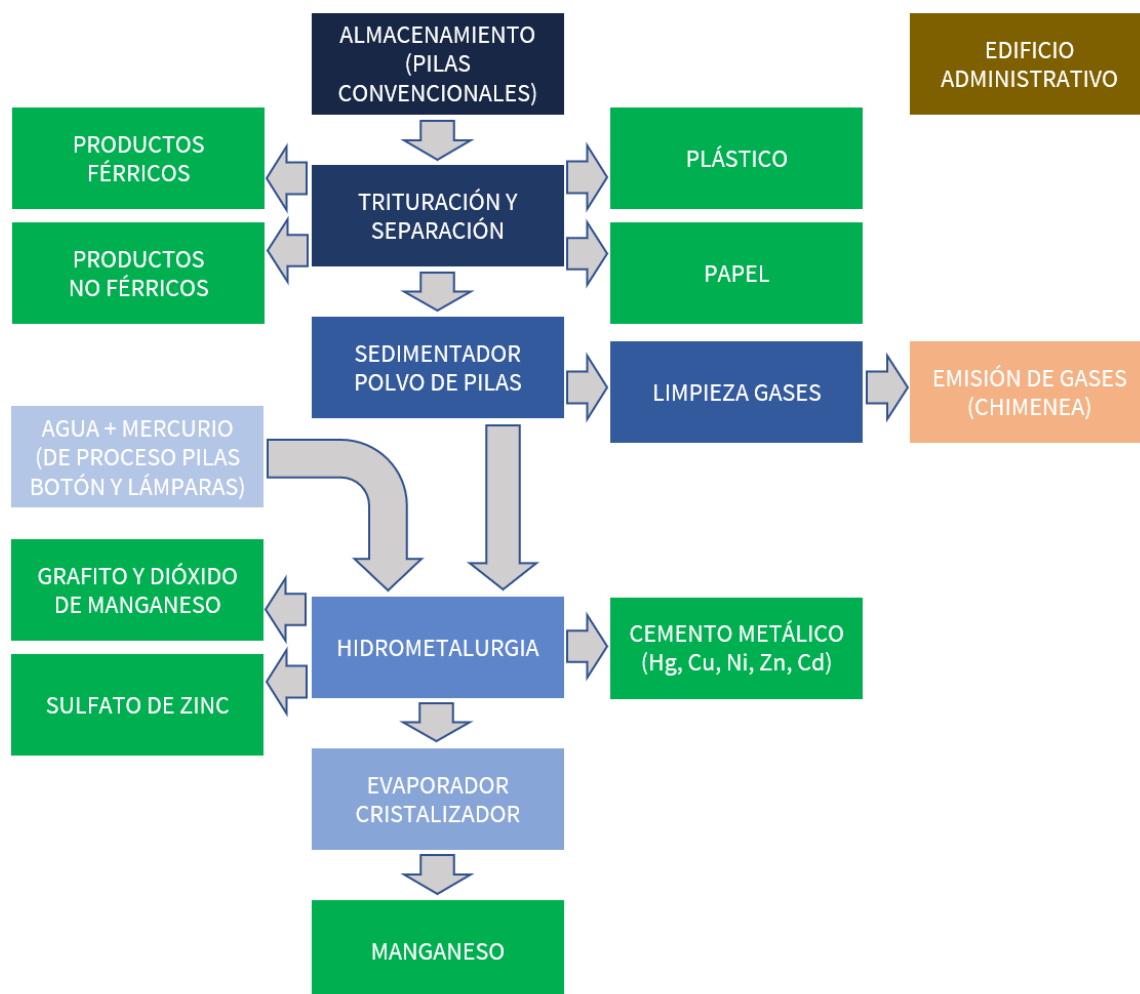 ALMACENAMIENTO
(PILAS
CONVENCIONALES)
EDIFICIO
ADMINISTRATIVO
PRODUCTOS
FÉRRICOS
TRITURACIÓN Y
SEPARACIÓN
PLÁSTICO
PRODUCTOS
NO FÉRRICOS
PAPEL
SEDIMENTADOR
POLVO DE PILAS
LIMPIEZA GASES
EMISIÓN DE GASES
(CHIMENEA)
AGUA + MERCURIO
(DE PROCESO PILAS
BOTÓN Y LÁMPARAS)
GRAFITO Y DIÓXIDO
DE MANGANESO
HIDROMETALURGIA
CEMENTO METÁLICO
(Hg, Cu, Ni, Zn, Cd)
SULFATO DE ZINC
EVAPORADOR
CRISTALIZADOR
MANGANESO